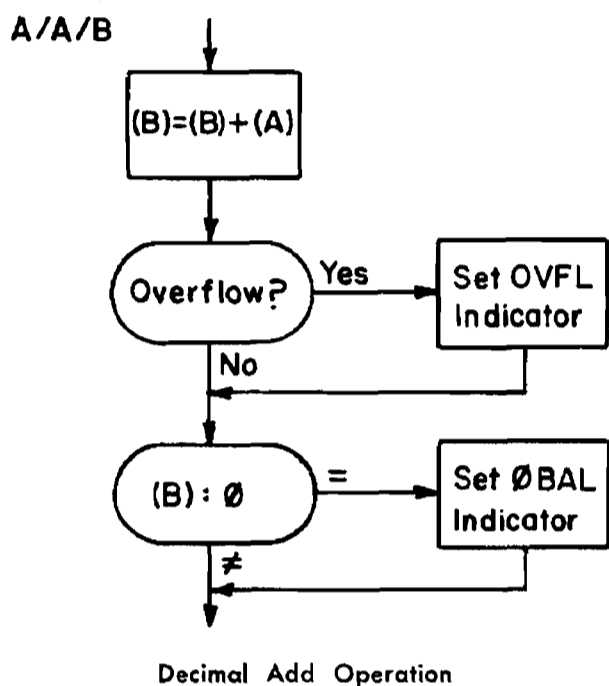 A/A/B
(B)=(B)+(A)
Overflow?
Yes
Set OVFL
Indicator
No
(B): Ø
=
Set ØBAL
Indicator
≠
Decimal Add Operation